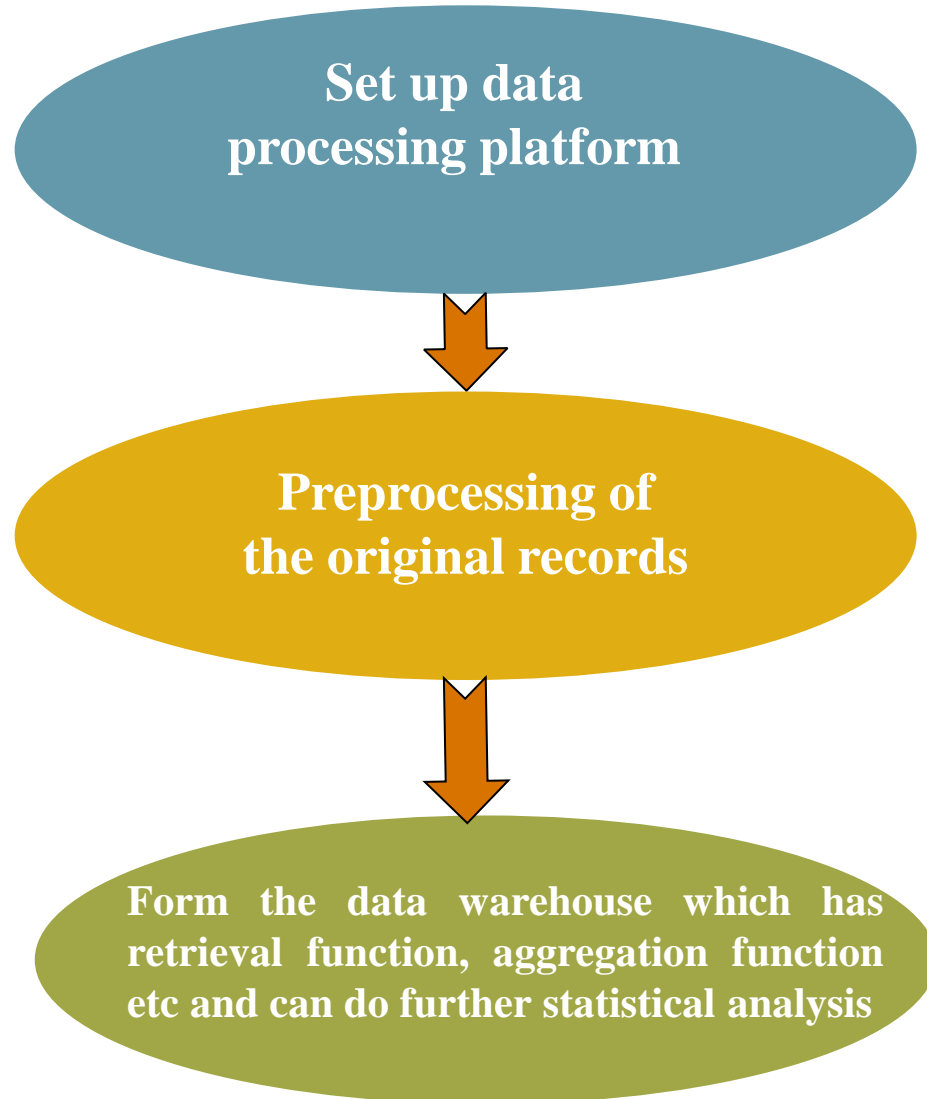 Set up data
processing platform
Preprocessing of
the original records
Form the data warehouse which has
retrieval function, aggregation function
etc and can do further statistical analysis